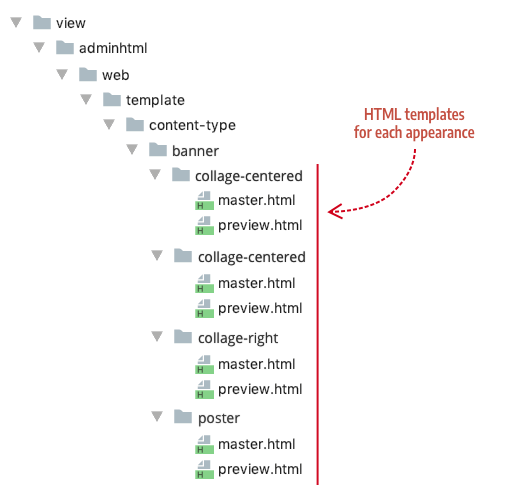 view
adminhtml
web
template
content-type
banner
HTML templates
for each appearance
collage-centered
H master.html
H preview.html
collage-centered
H master.html
H preview.html
collage-right
H master.html
H preview.html
poster
H master.html
H preview.html